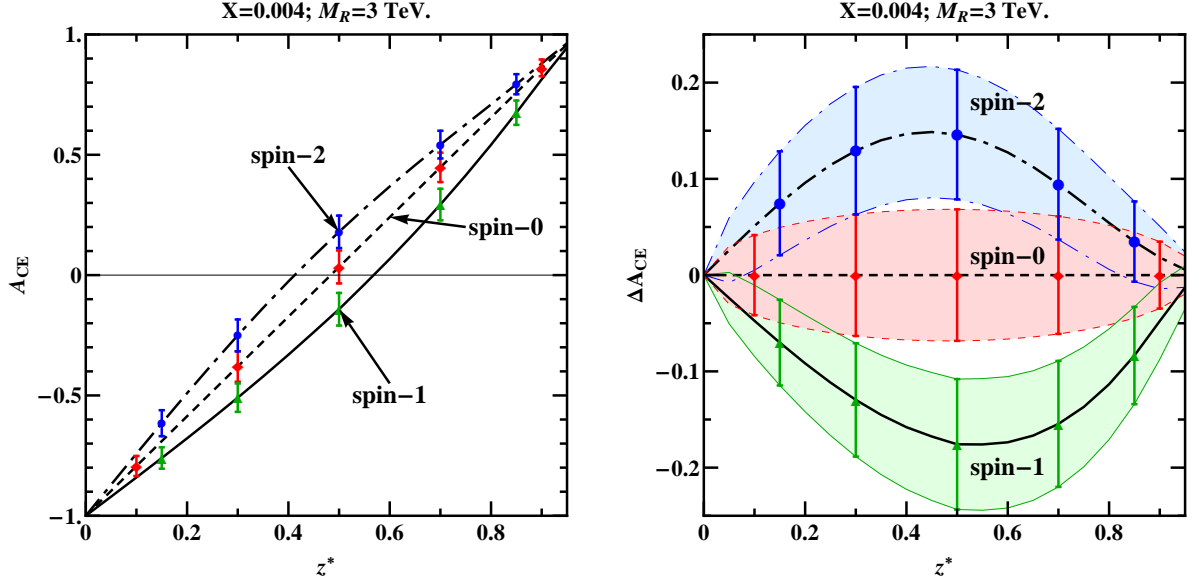 X=0.004; M_R=3 TeV.
1.
0.5
0
−0.5
−1.
A_CE
spin−2
spin−0
spin−1
0
0.2
0.4
0.6
0.8
z*
X=0.004; M_R=3 TeV.
0.2
0.1
0
−0.1
−0.2
ΔA_CE
spin−2
spin−0
spin−1
0
0.2
0.4
0.6
0.8
z*